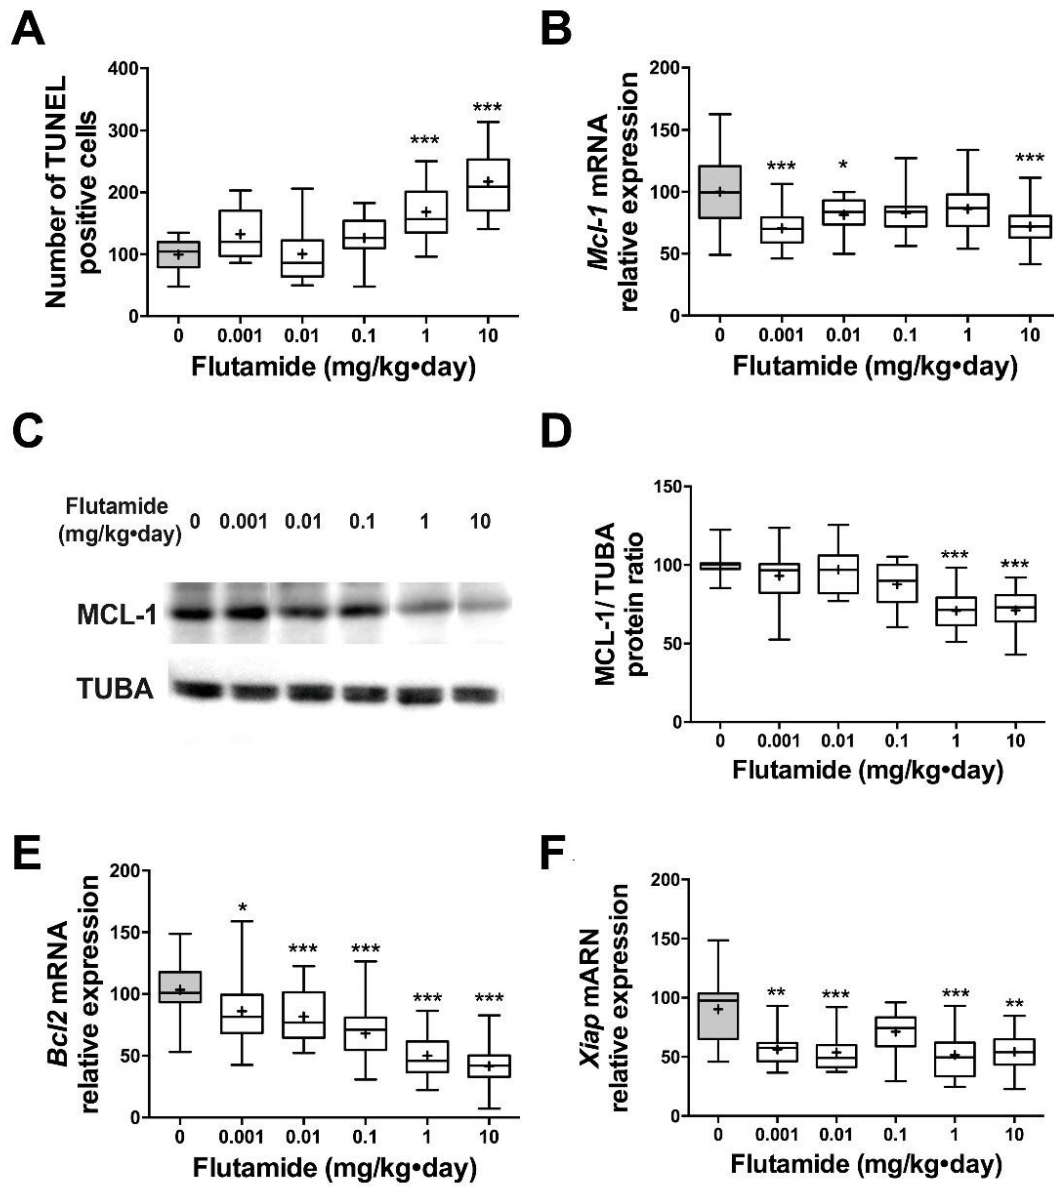 A
Number of TUNEL
positive cells
400
300
200
100
0
***
***
0 0.001 0.01 0.1 1 10
Flutamide (mg/kg•day)
B
Mcl-1 mRNA
relative expression
200
150
100
50
0
***
*
***
0 0.001 0.01 0.1 1 10
Flutamide (mg/kg•day)
C
Flutamide
(mg/kg•day) 0 0.001 0.01 0.1 1 10
MCL-1
TUBA
D
MCL-1/ TUBA
protein ratio
150
100
50
0
***
***
0 0.001 0.01 0.1 1 10
Flutamide (mg/kg•day)
E
Bcl2 mRNA
relative expression
200
150
100
50
0
*
***
***
***
***
0 0.001 0.01 0.1 1 10
Flutamide (mg/kg•day)
F
Xiap mARN
relative expression
200
150
100
50
0
**
***
***
**
0 0.001 0.01 0.1 1 10
Flutamide (mg/kg•day)